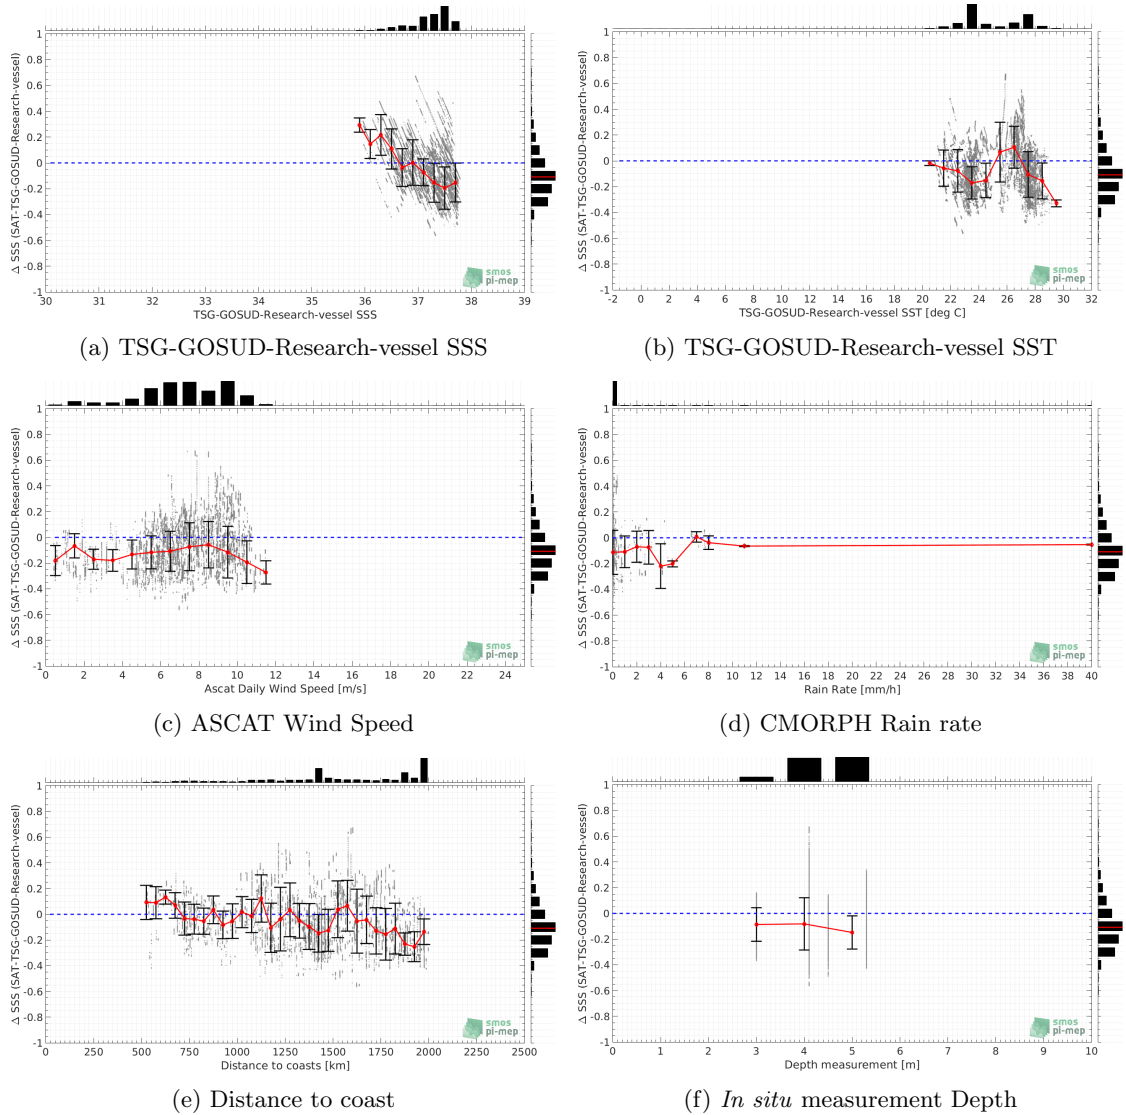 Δ SSS (SAT-TSG-GOSUD-Research-vessel)
1
0.8
0.6
0.4
0.2
0
-0.2
-0.4
-0.6
-0.8
-1
30 31 32 33 34 35 36 37 38 39
TSG-GOSUD-Research-vessel SSS
smos
pi-mep
(a) TSG-GOSUD-Research-vessel SSS
Δ SSS (SAT-TSG-GOSUD-Research-vessel)
1
0.8
0.6
0.4
0.2
0
-0.2
-0.4
-0.6
-0.8
-1
-2 0 2 4 6 8 10 12 14 16 18 20 22 24 26 28 30 32
TSG-GOSUD-Research-vessel SST [deg C]
smos
pi-mep
(b) TSG-GOSUD-Research-vessel SST
Δ SSS (SAT-TSG-GOSUD-Research-vessel)
1
0.8
0.6
0.4
0.2
0
-0.2
-0.4
-0.6
-0.8
-1
0 2 4 6 8 10 12 14 16 18 20 22 24
Ascat Daily Wind Speed [m/s]
smos
pi-mep
(c) ASCAT Wind Speed
Δ SSS (SAT-TSG-GOSUD-Research-vessel)
1
0.8
0.6
0.4
0.2
0
-0.2
-0.4
-0.6
-0.8
-1
0 2 4 6 8 10 12 14 16 18 20 22 24 26 28 30 32 34 36 38 40
Rain Rate [mm/h]
smos
pi-mep
(d) CMORPH Rain rate
Δ SSS (SAT-TSG-GOSUD-Research-vessel)
1
0.8
0.6
0.4
0.2
0
-0.2
-0.4
-0.6
-0.8
-1
0 250 500 750 1000 1250 1500 1750 2000 2250 2500
Distance to coasts [km]
smos
pi-mep
(e) Distance to coast
Δ SSS (SAT-TSG-GOSUD-Research-vessel)
1
0.8
0.6
0.4
0.2
0
-0.2
-0.4
-0.6
-0.8
-1
0 1 2 3 4 5 6 7 8 9 10
Depth measurement [m]
smos
pi-mep
(f) In situ measurement Depth